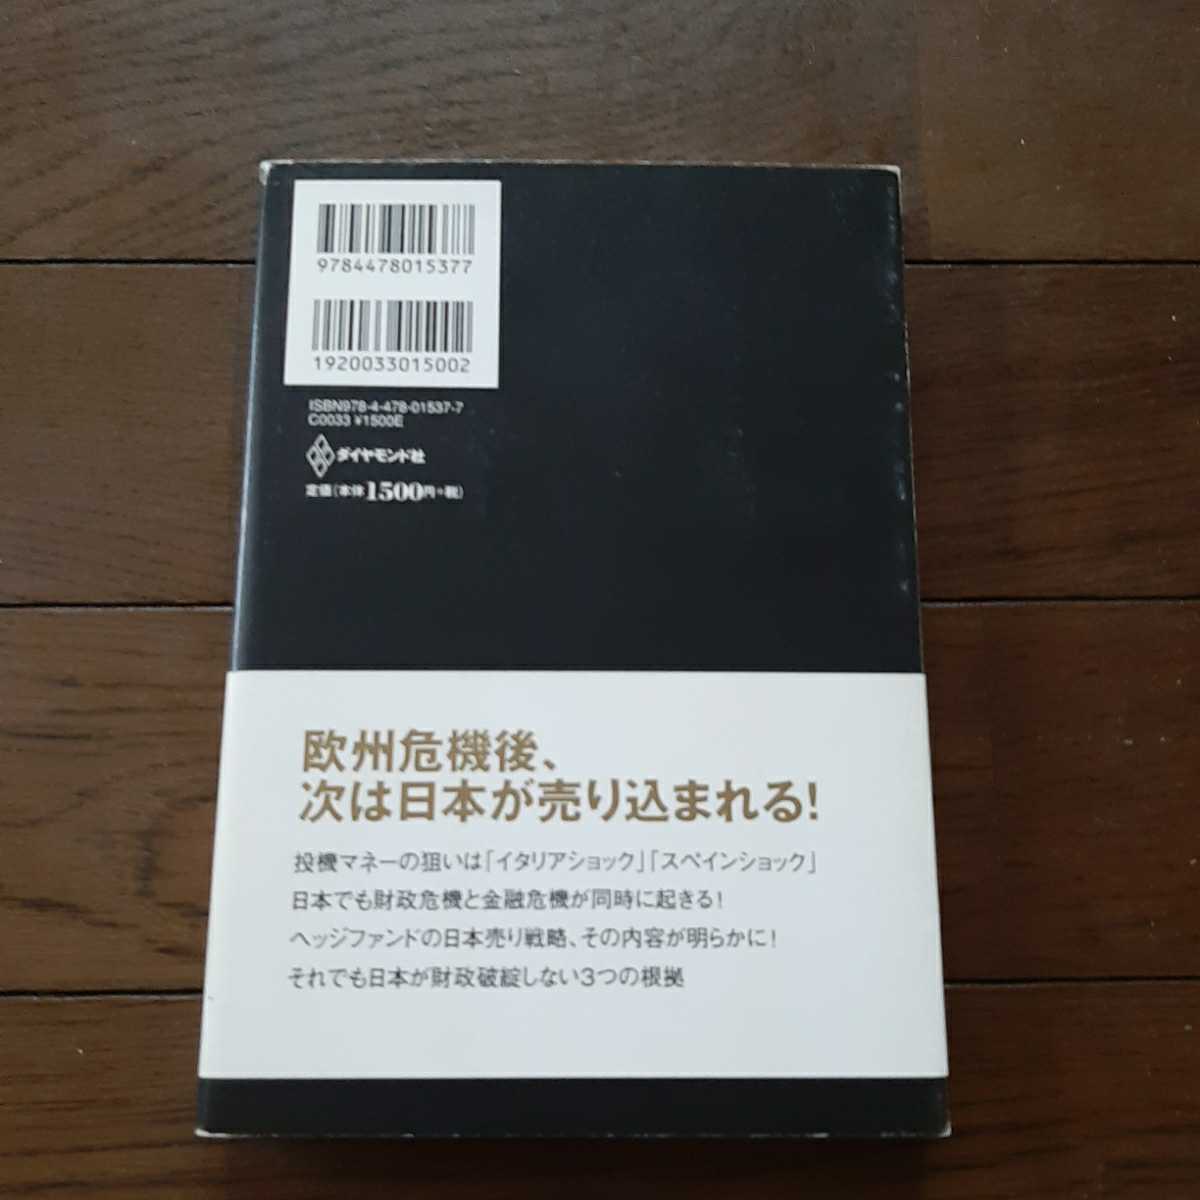 9784478015377
1920033015002
ISBN978-4-478-01537-7
C0033 ¥1500E
ダイヤモンド社
定価(本体1500円+税)
欧州危機後、
次は日本が売り込まれる!
投機マネーの狙いは「イタリアショック」「スペインショック」
日本でも財政危機と金融危機が同時に起きる!
ヘッジファンドの日本売り戦略、その内容が明らかに!
それでも日本が財政破綻しない3つの根拠